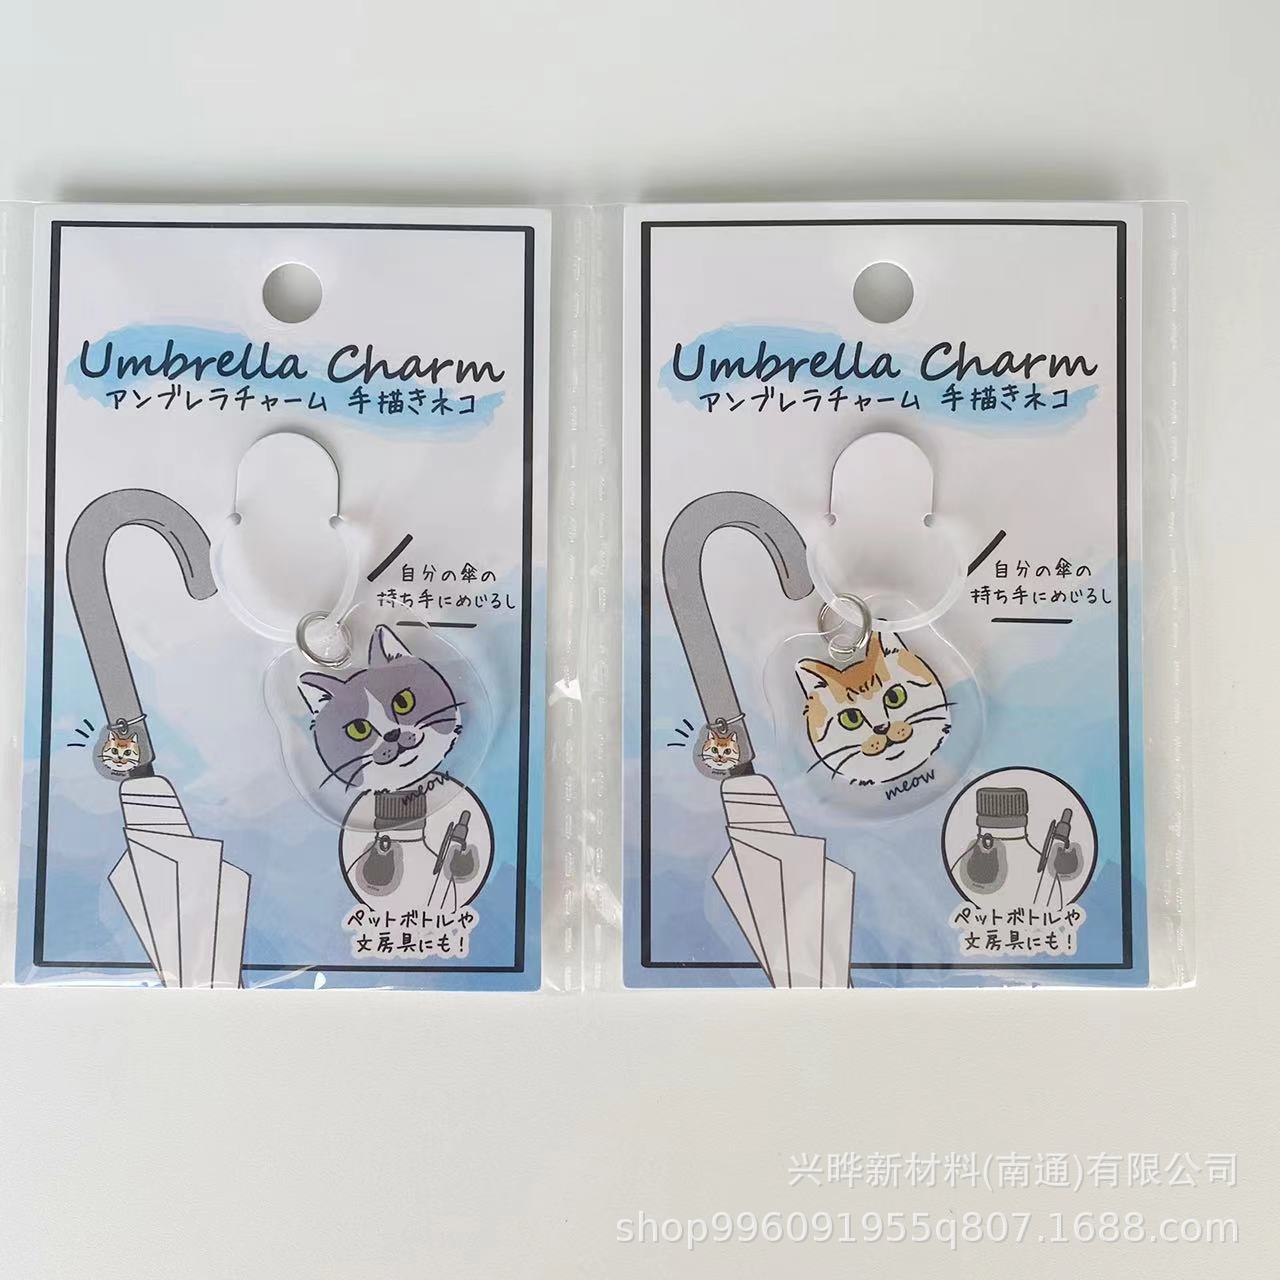 Umbrella Charm
アンブレラチャーム 手描きネコ
自分の傘の
持ち手にめじるし
meow
ペットボトルや
文房具にも!
Umbrella Charm
アンブレラチャーム 手描きネコ
自分の傘の
持ち手にめじるし
meow
ペットボトルや
文房具にも!
兴晔新材料(南通)有限公司
shop996091955q807.1688.com